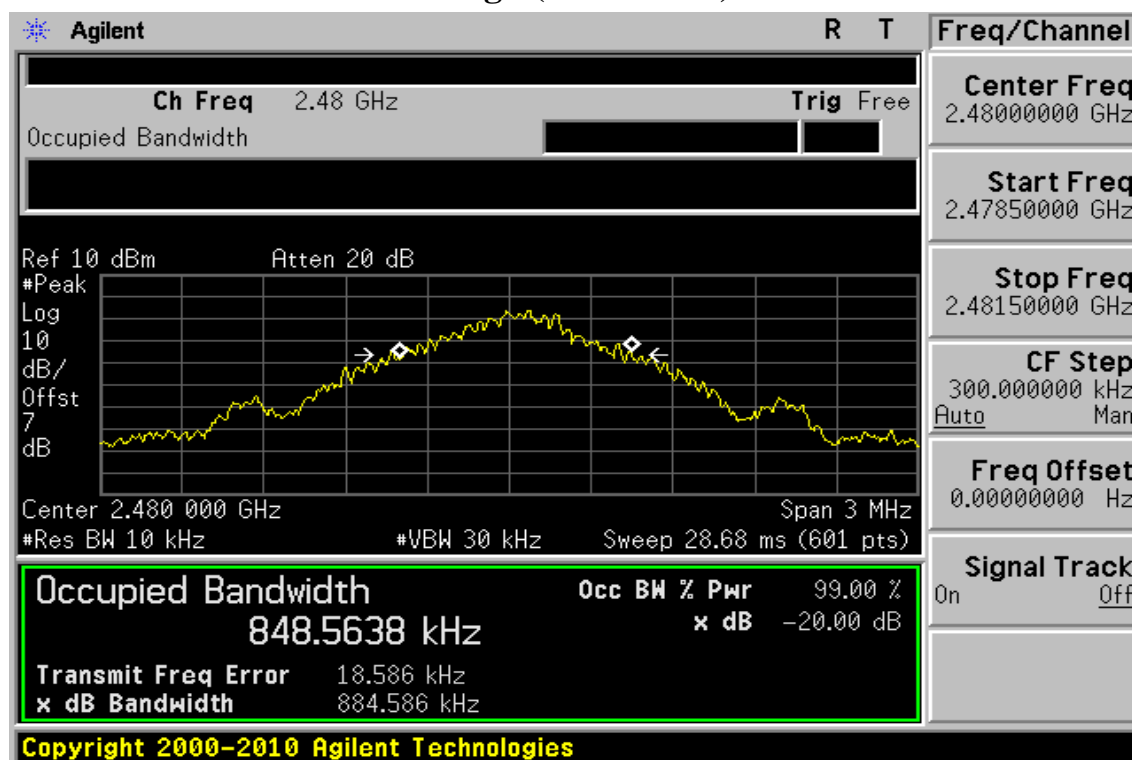 Agilent R T
Freq/Channel
Ch Freq 2.48 GHz Trig Free
Occupied Bandwidth
Center Freq
2.48000000 GHz
Start Freq
2.47850000 GHz
Stop Freq
2.48150000 GHz
CF Step
300.000000 kHz
Auto Man
Freq Offset
0.00000000 Hz
Signal Track
On Off
Ref 10 dBm Atten 20 dB
#Peak
Log
10
dB/
Offst
7
dB
Center 2.480 000 GHz Span 3 MHz
#Res BW 10 kHz #VBW 30 kHz Sweep 28.68 ms (601 pts)
Occupied Bandwidth Occ BW % Pwr 99.00 %
848.5638 kHz x dB -20.00 dB
Transmit Freq Error 18.586 kHz
x dB Bandwidth 884.586 kHz
Copyright 2000-2010 Agilent Technologies